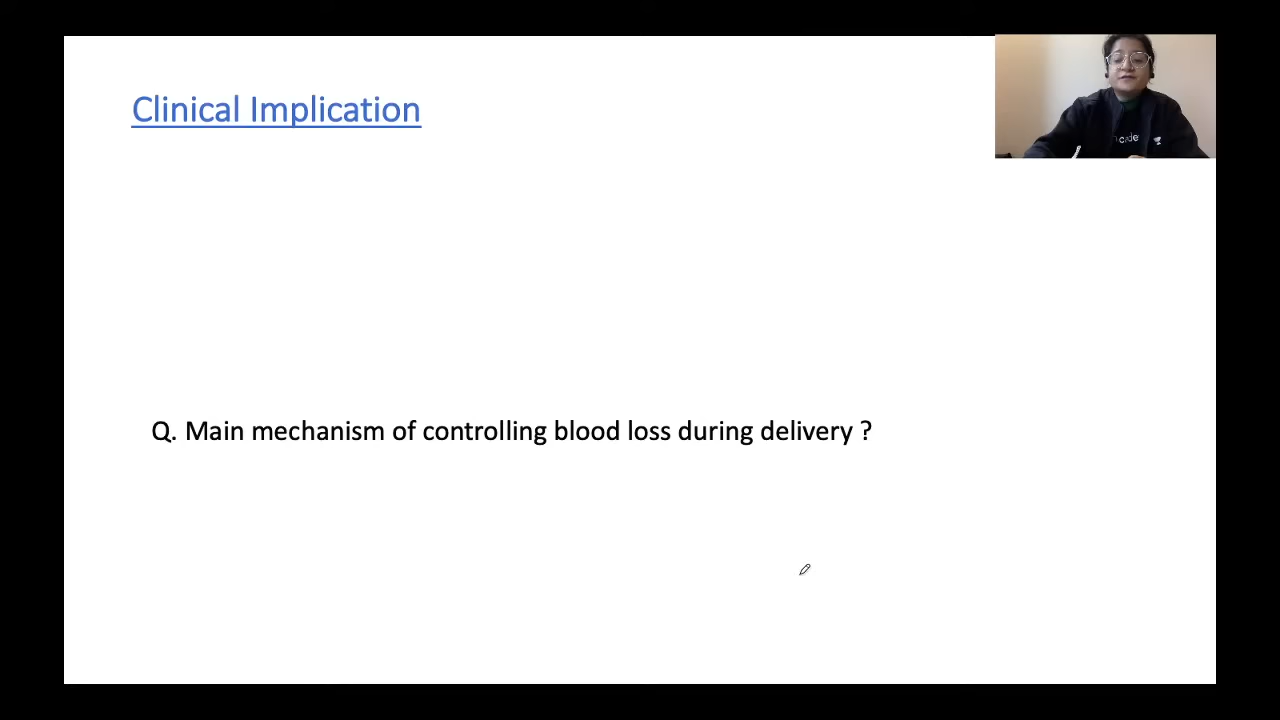 Clinical Implication
Q. Main mechanism of controlling blood loss during delivery ?